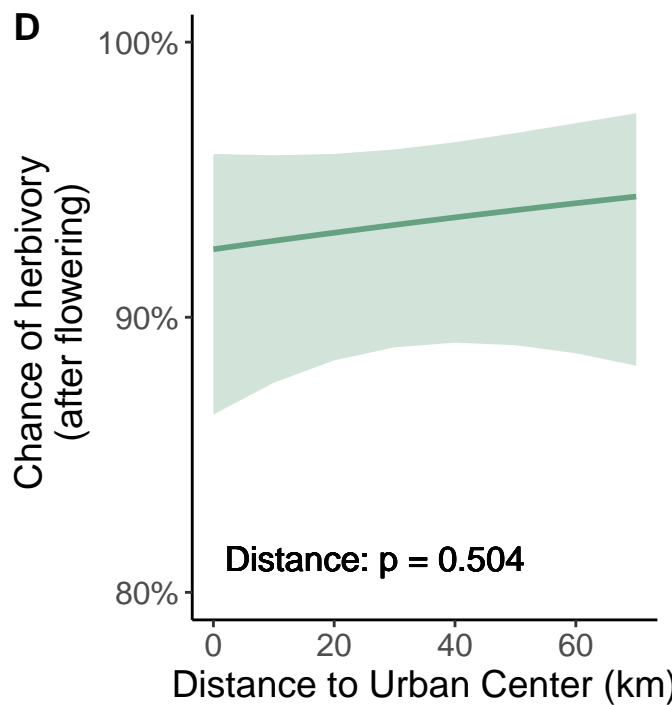 D
100%
90%
80%
Chance of herbivory
(after flowering)
Distance: p = 0.504
0 20 40 60
Distance to Urban Center (km)